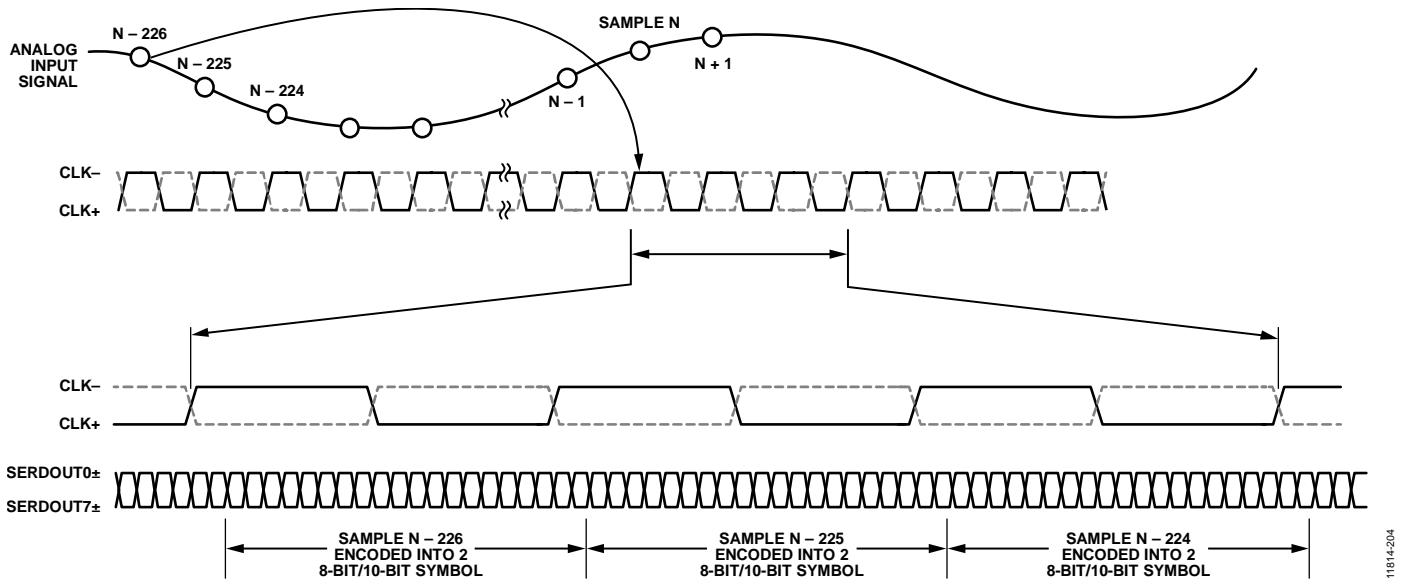 N – 226
SAMPLE N
ANALOG
INPUT
SIGNAL
N – 225
N + 1
N – 224
N – 1
CLK–
CLK+
CLK–
CLK+
SERDOUT0±
SERDOUT7±
SAMPLE N – 226
ENCODED INTO 2
8-BIT/10-BIT SYMBOL
SAMPLE N – 225
ENCODED INTO 2
8-BIT/10-BIT SYMBOL
SAMPLE N – 224
ENCODED INTO 2
8-BIT/10-BIT SYMBOL
11814-204